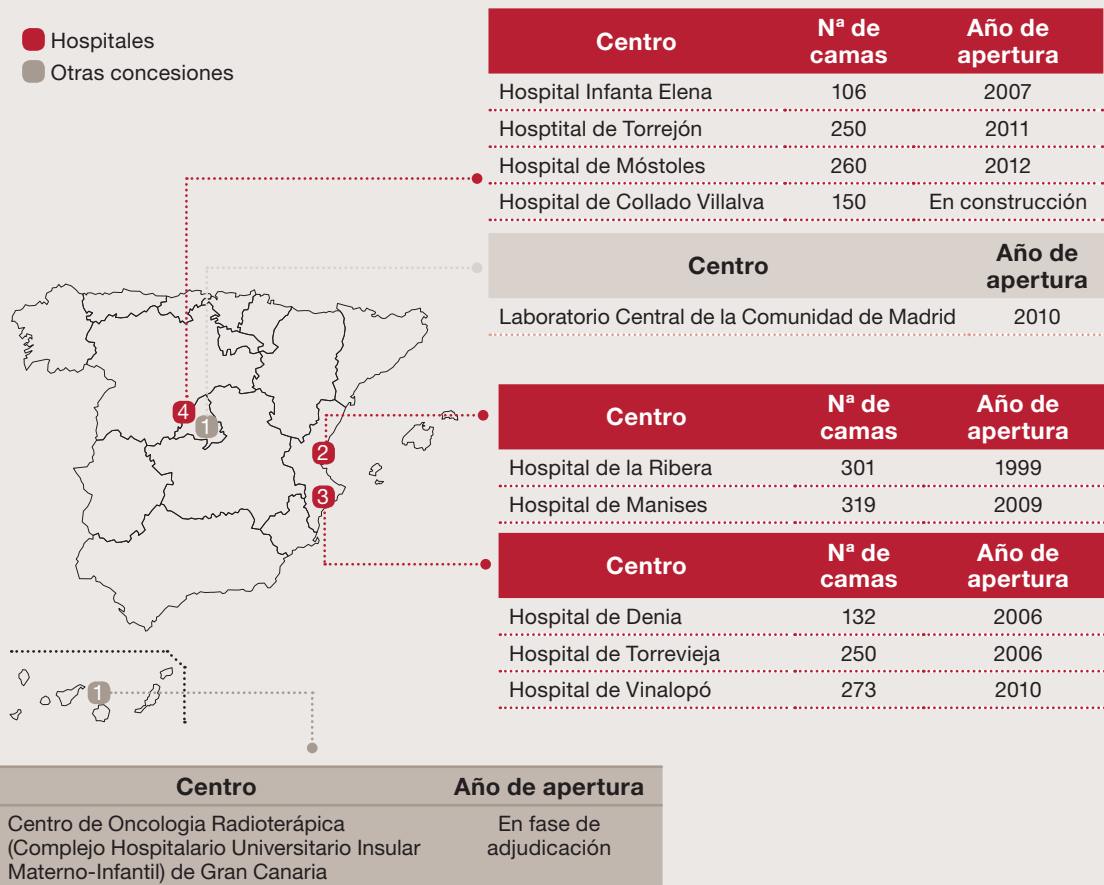 Hospitales
Otras concesiones
Centro Nª de camas Año de apertura
Hospital Infanta Elena 106 2007
Hosptital de Torrejón 250 2011
Hospital de Móstoles 260 2012
Hospital de Collado Villalva 150 En construcción
Centro Año de apertura
Laboratorio Central de la Comunidad de Madrid 2010
4
1
2
3
Centro Nª de camas Año de apertura
Hospital de la Ribera 301 1999
Hospital de Manises 319 2009
Centro Nª de camas Año de apertura
Hospital de Denia 132 2006
Hospital de Torrevieja 250 2006
Hospital de Vinalopó 273 2010
1
Centro Año de apertura
Centro de Oncologia Radioterápica
(Complejo Hospitalario Universitario Insular
Materno-Infantil) de Gran Canaria
En fase de
adjudicación